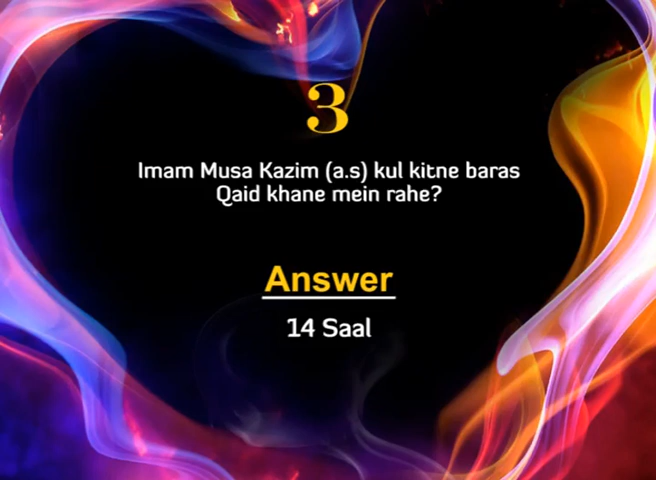 3
Imam Musa Kazim (a.s) kul kitne baras
Qaid khane mein rahe?
Answer
14 Saal